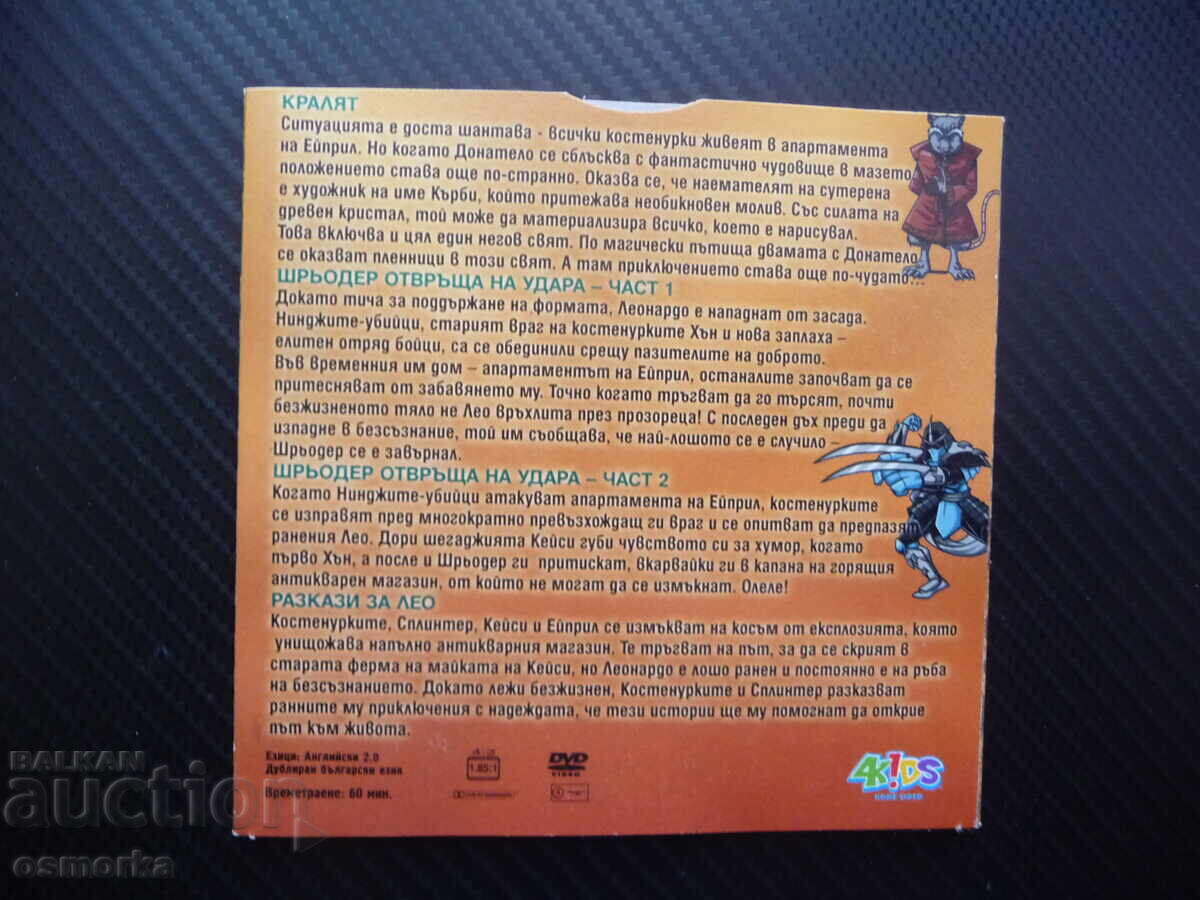 КРАЛЯТ
Ситуацията е доста шантава - всички костенурки живеят в апартамента
на Ейприл. Но когато Донатело се сблъсква с фантастично чудовище в мазето
положението става още по-странно. Оказва се, че наемателят на сутерена
е художник на име Кърби, който притежава необикновен молив. Със силата на
древен кристал, той може да материализира всичко, което е нарисувал.
Това включва и цял един негов свят. По магически пътища двамата с Донатело
се оказват пленници в този свят. А там приключението става още по-чудато...
ШРЬОДЕР ОТВРЪЩА НА УДАРА – ЧАСТ 1
Докато тича за поддържане на формата, Леонардо е нападнат от засада.
Нинджите-убийци, старият враг на костенурките Хън и нова заплаха –
елитен отряд бойци, са се обединили срещу пазителите на доброто.
Във временния им дом – апартаментът на Ейприл, останалите започват да се
притесняват от забавянето му. Точно когато тръгват да го търсят, почти
безжизненото тяло не Лео връхлита през прозореца! С последен дъх преди да
изпадне в безсъзнание, той им съобщава, че най-лошото се е случило –
Шрьодер се е завърнал.
ШРЬОДЕР ОТВРЪЩА НА УДАРА – ЧАСТ 2
Когато Нинджите-убийци атакуват апартамента на Ейприл, костенурките
се изправят пред многократно превъзхождащ ги враг и се опитват да предпазят
ранения Лео. Дори шегаджията Кейси губи чувството си за хумор, когато
първо Хън, а после и Шрьодер ги притискат, вкарвайки ги в капана на горящия
антикварен магазин, от който не могат да се измъкнат. Олеле!
РАЗКАЗИ ЗА ЛЕО
Костенурките, Сплинтер, Кейси и Ейприл се измъкват на косъм от експлозията, която
унищожава напълно антикварния магазин. Те тръгват на път, за да се скрият в
старата ферма на майката на Кейси, но Леонардо е лошо ранен и постоянно е на ръба
на безсъзнанието. Докато лежи безжизнен, Костенурките и Сплинтер разказват
ранните му приключения с надеждата, че тези истории ще му помогнат да открие
път към живота.
Езици: Английски 2.0
Дублиран български език
Времетраене: 60 мин.
1.85:1
DVD
VIDEO
4K!DS
HOME VIDEO
BALKAN
auction
osmorka